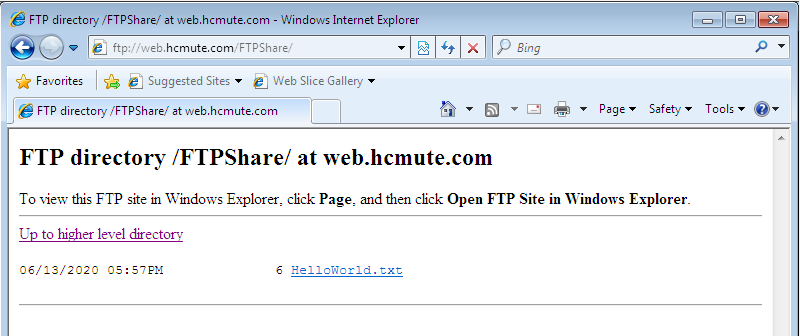 FTP directory /FTPShare/ at web.hcmute.com - Windows Internet Explorer
ftp://web.hcmute.com/FTPShare/
Bing
Favorites
Suggested Sites
Web Slice Gallery
FTP directory /FTPShare/ at web.hcmute.com
Page
Safety
Tools
FTP directory /FTPShare/ at web.hcmute.com
To view this FTP site in Windows Explorer, click Page, and then click Open FTP Site in Windows Explorer.
Up to higher level directory
06/13/2020 05:57PM 6 HelloWorld.txt